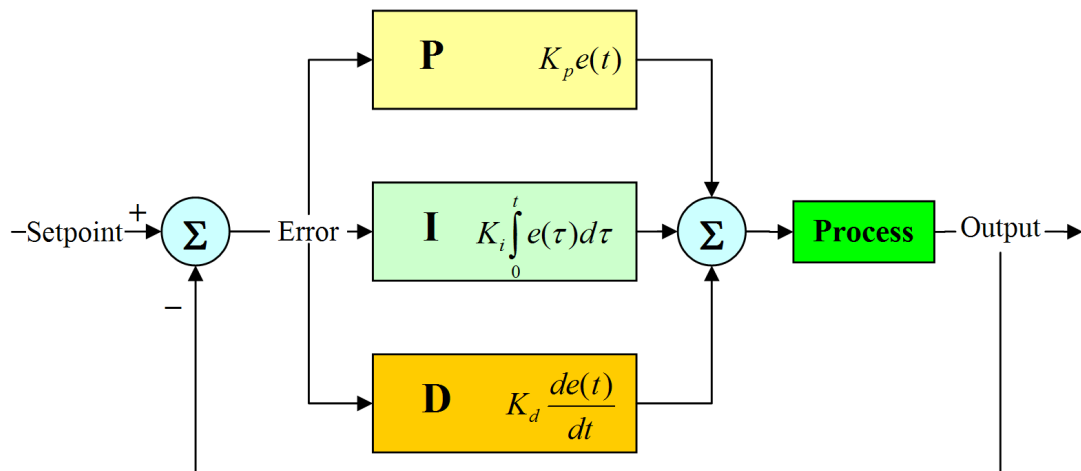 P K_p e(t)
+
Setpoint Σ Error I K_i ∫_0^t e(τ)dτ Σ Process Output
−
D K_d de(t)/dt